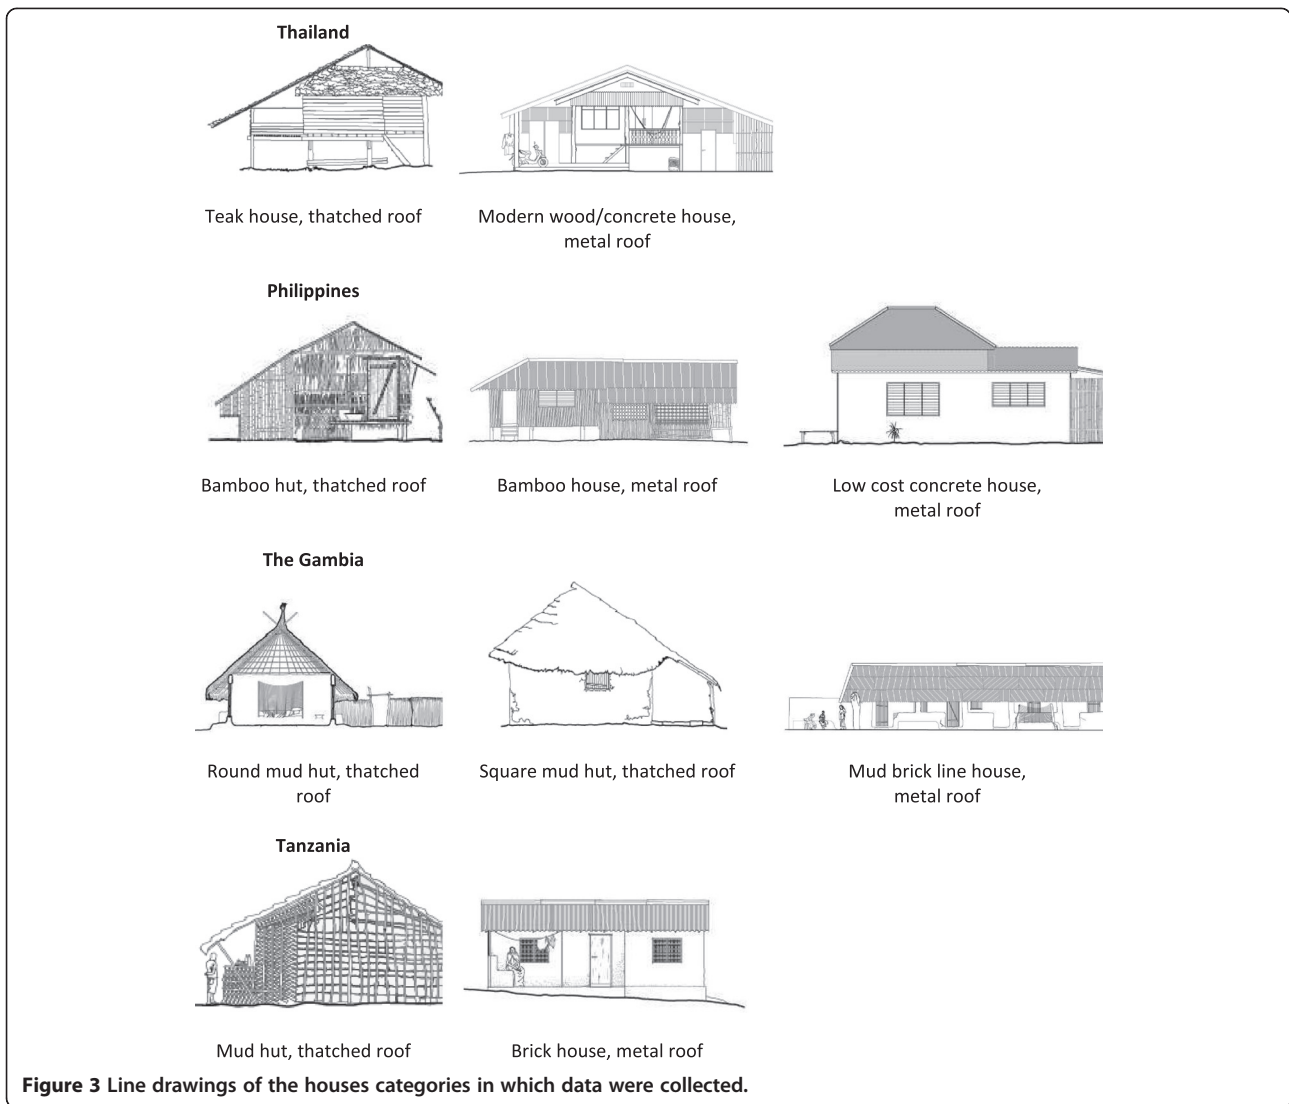 Thailand
Teak house, thatched roof
Modern wood/concrete house,
metal roof
Philippines
Bamboo hut, thatched roof
Bamboo house, metal roof
Low cost concrete house,
metal roof
The Gambia
Round mud hut, thatched
roof
Square mud hut, thatched roof
Mud brick line house,
metal roof
Tanzania
Mud hut, thatched roof
Brick house, metal roof
Figure 3 Line drawings of the houses categories in which data were collected.